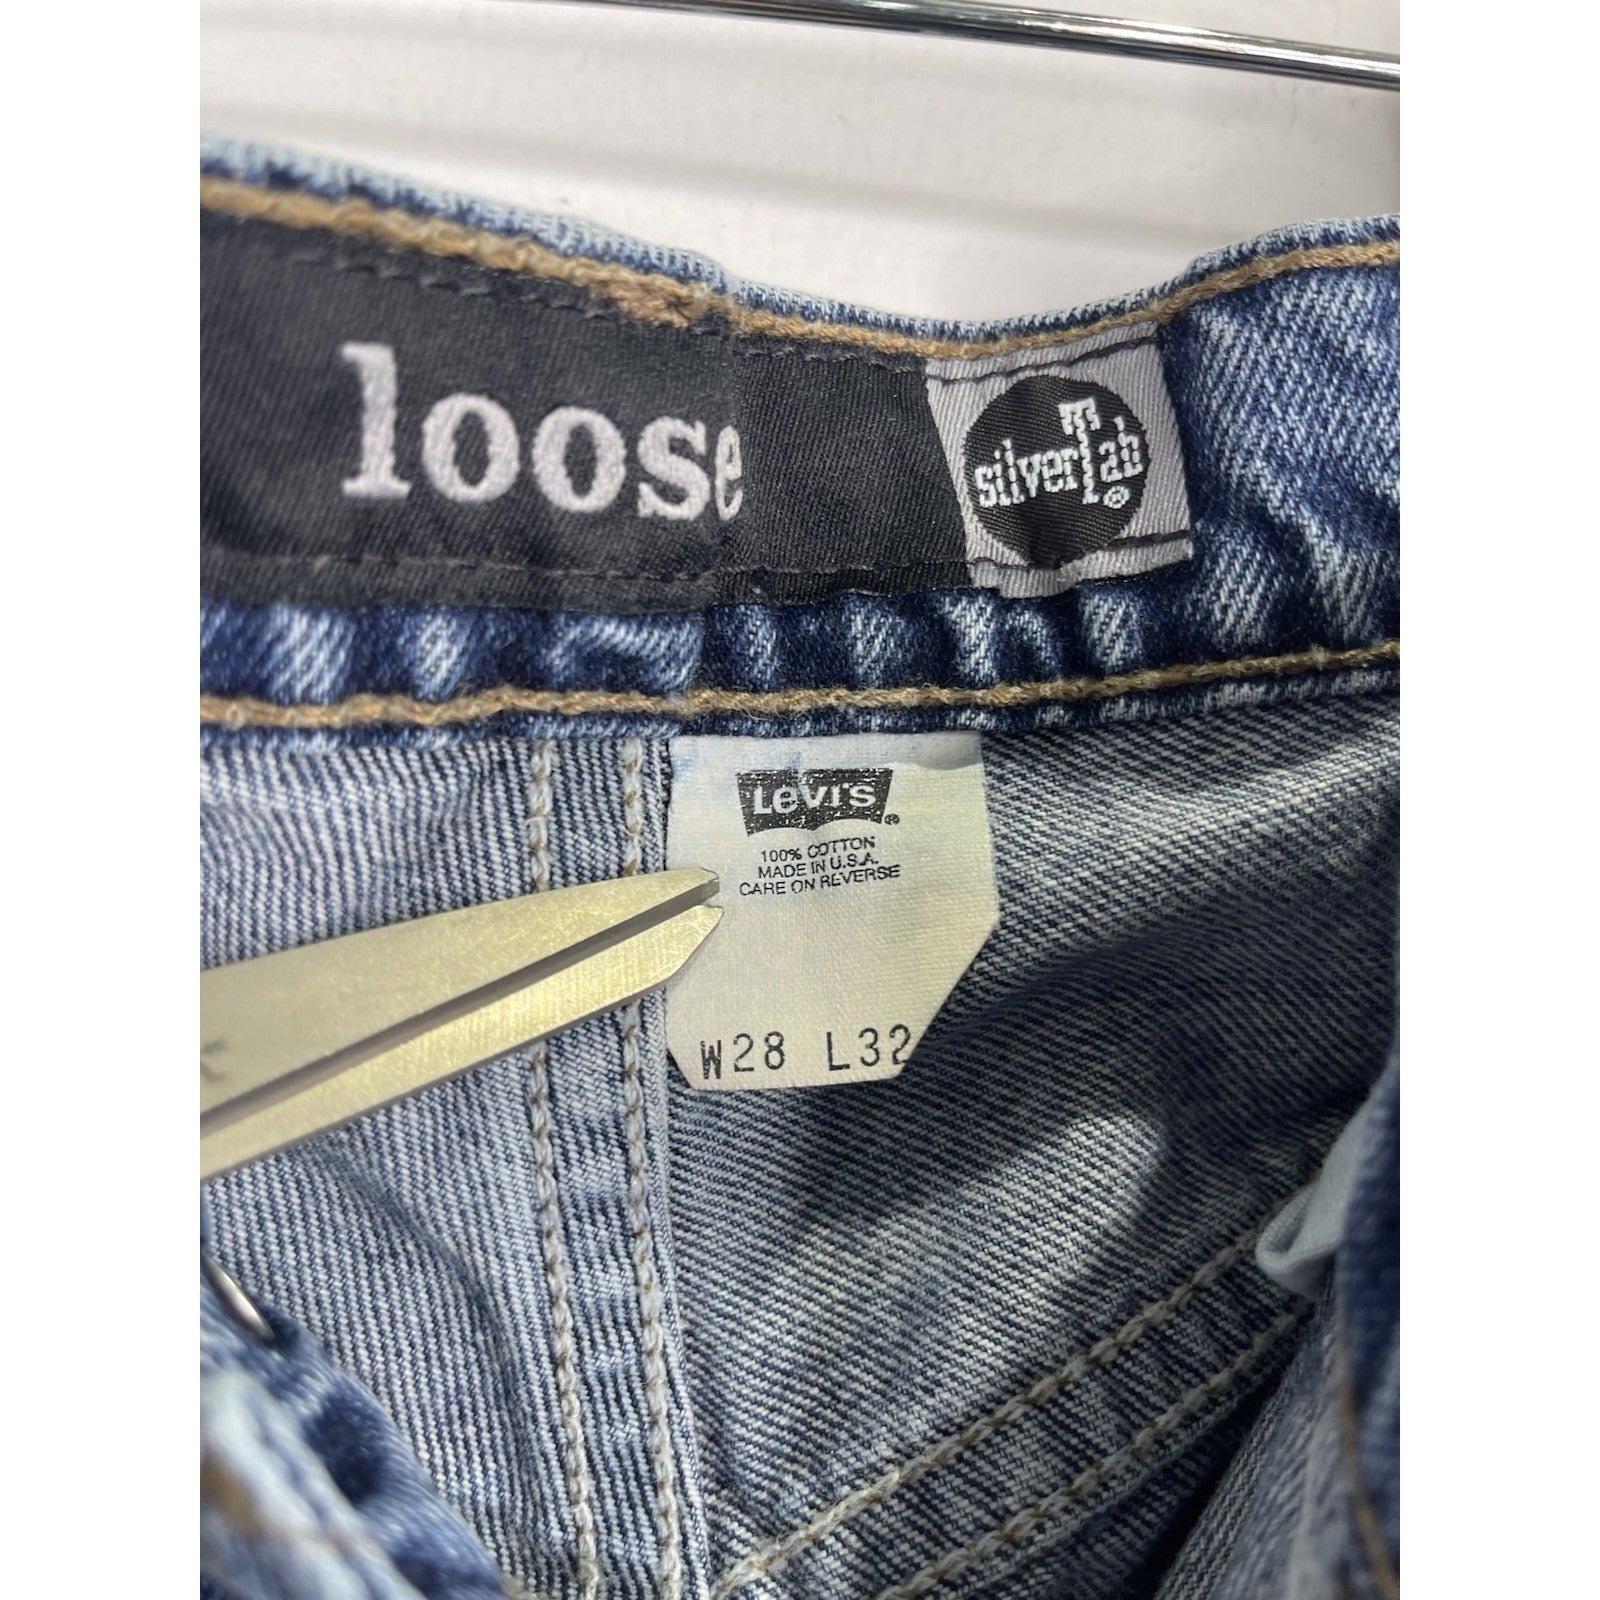 loose
silverTab®
Levi's®
100% COTTON
MADE IN U.S.A.
CARE ON REVERSE
W28 L32